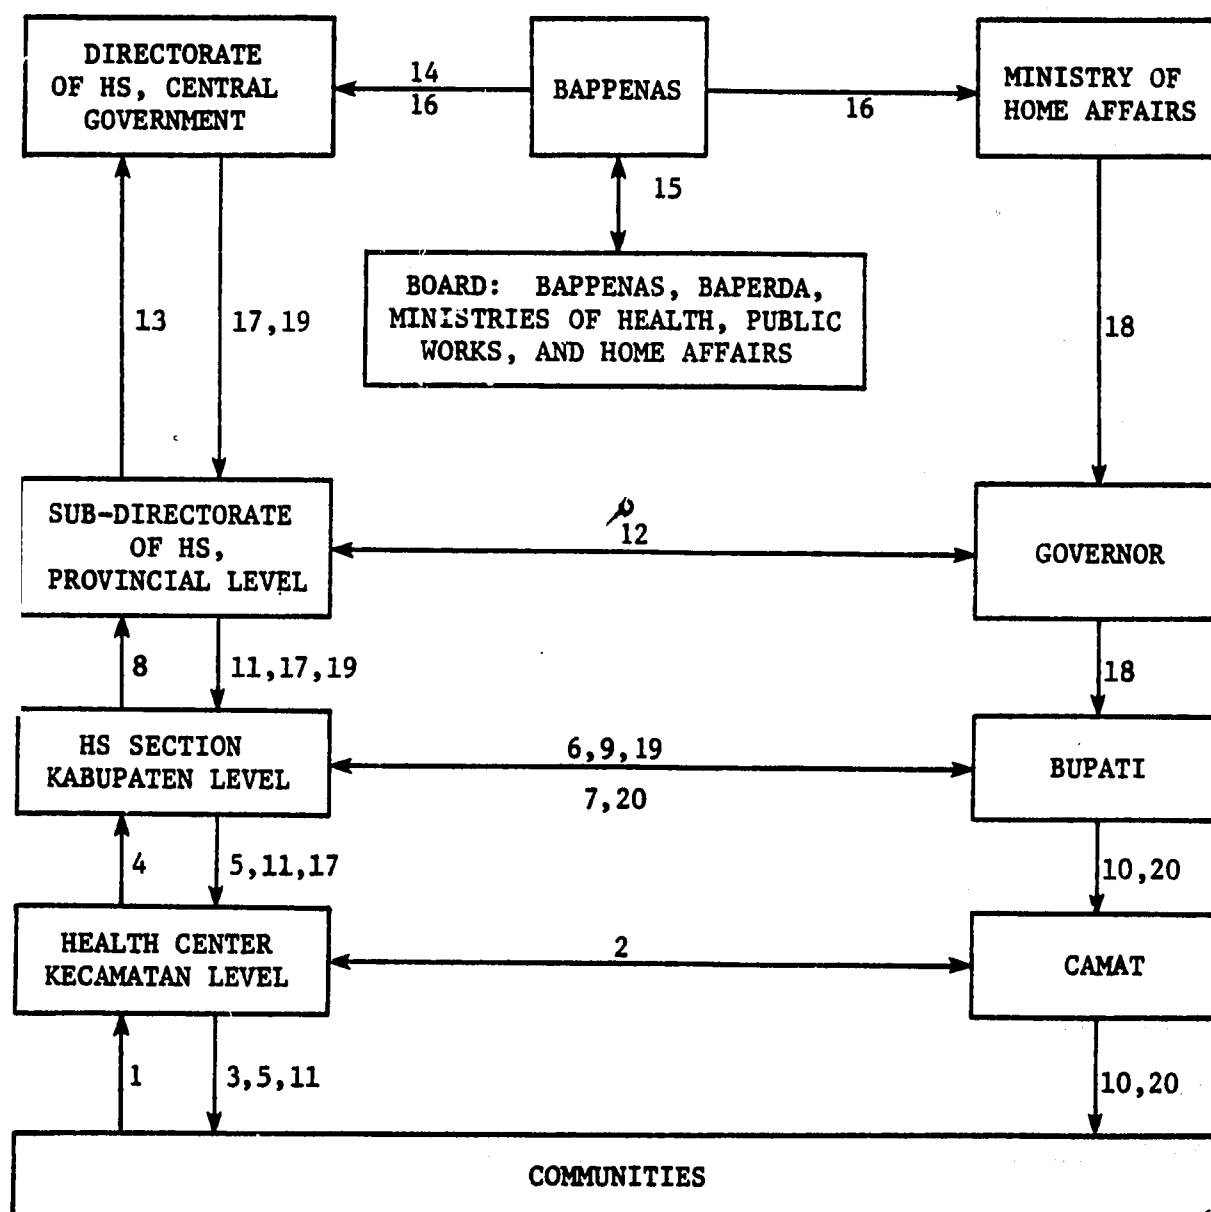 DIRECTORATE
OF HS, CENTRAL
GOVERNMENT
14
16
BAPPENAS
16
MINISTRY OF
HOME AFFAIRS
15
BOARD: BAPPENAS, BAPERDA,
MINISTRIES OF HEALTH, PUBLIC
WORKS, AND HOME AFFAIRS
13
17,19
18
SUB-DIRECTORATE
OF HS,
PROVINCIAL LEVEL
12
GOVERNOR
8
11,17,19
18
HS SECTION
KABUPATEN LEVEL
6,9,19
7,20
BUPATI
4
5,11,17
10,20
HEALTH CENTER
KECAMATAN LEVEL
2
CAMAT
1
3,5,11
10,20
COMMUNITIES